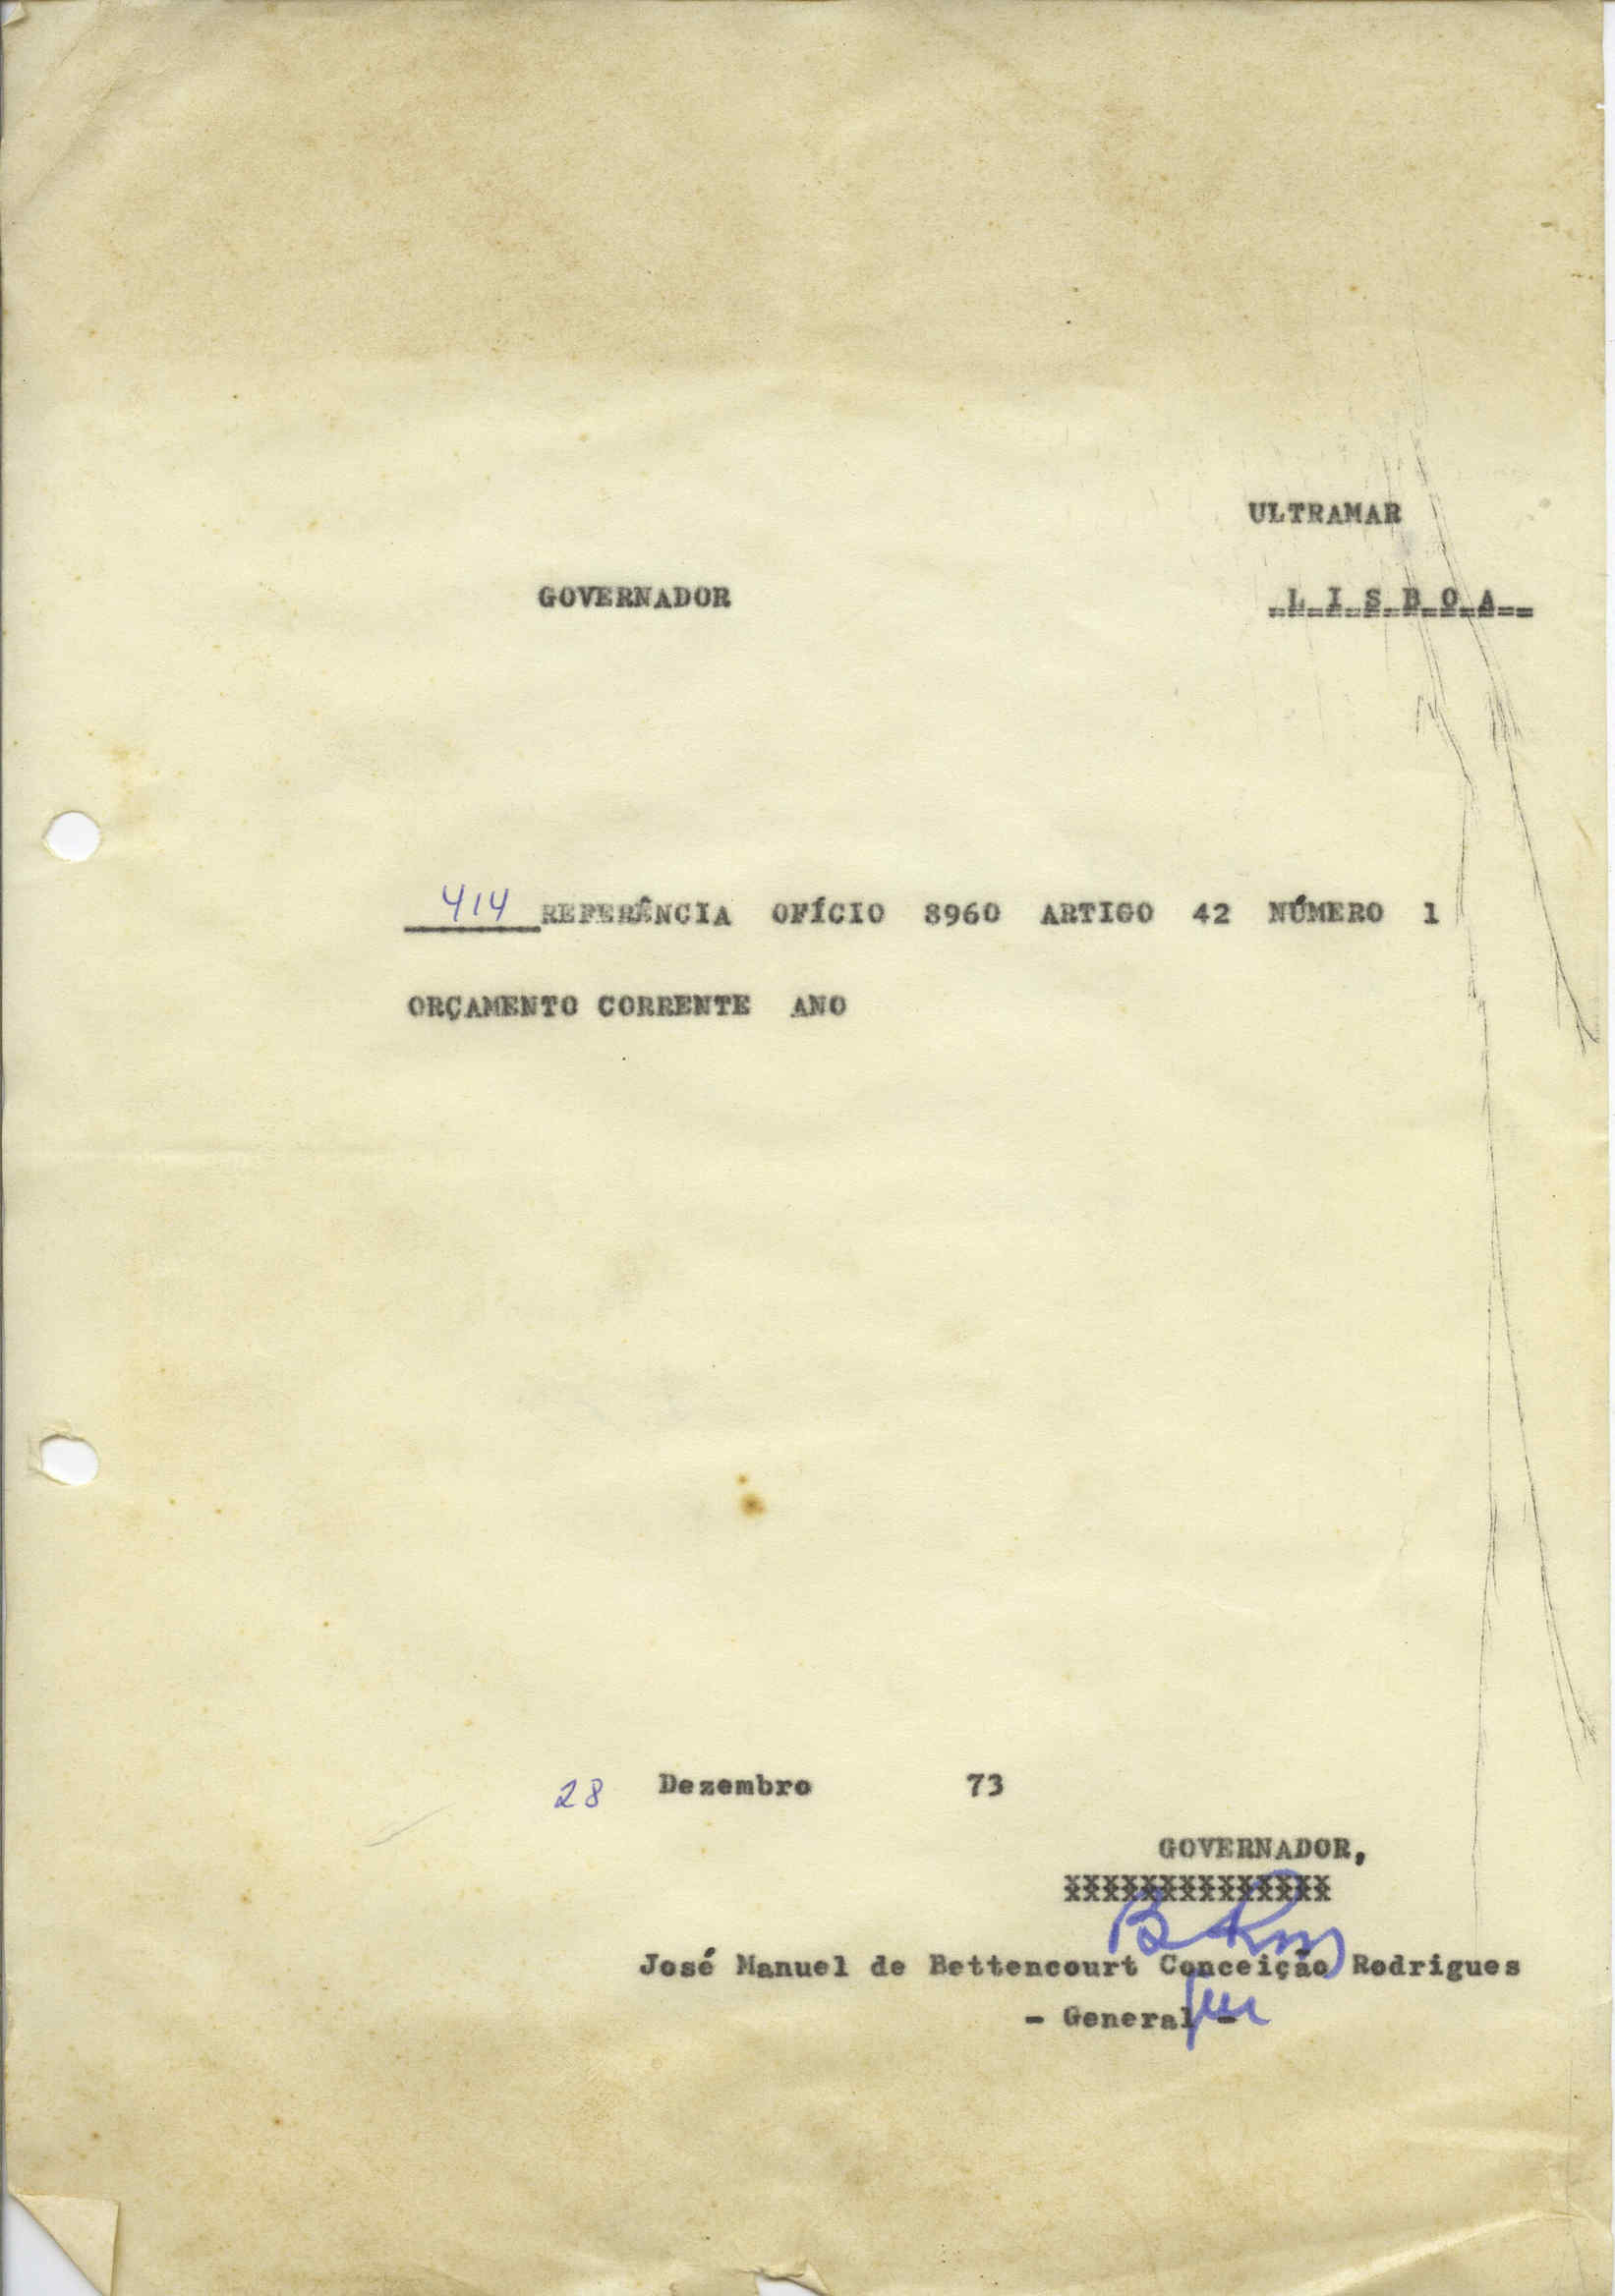 ULTRAMAR
GOVERNADOR
L I S B O A
414 REFERÊNCIA OFÍCIO 8960 ARTIGO 42 NÚMERO 1
ORÇAMENTO CORRENTE ANO
28 Dezembro 73
GOVERNADOR,
xxxxxxxxxxxxxx
José Manuel de Bettencourt Conceição Rodrigues
- General -